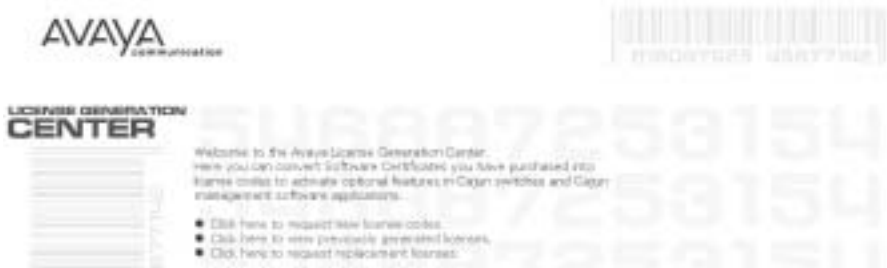 AVAYA
communication
LICENSE GENERATION
CENTER
Welcome to the Avaya License Generation Center.
Here you can convert Software Certificates you have purchased into
license codes to activate optional features in Cajun switches and Cajun
management software applications.
Click here to request new license codes.
Click here to view previously generated licenses.
Click here to request replacement licenses.
546887253154